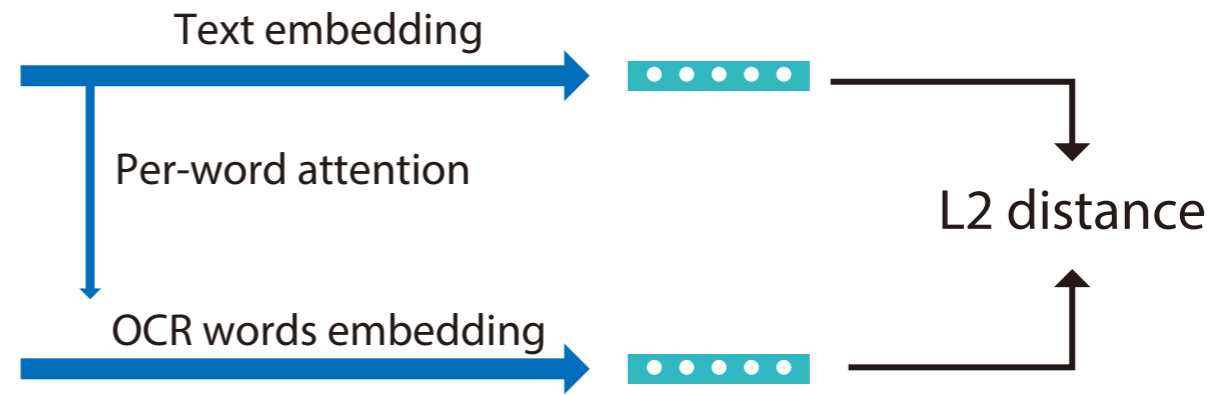 Text embedding
Per-word attention
L2 distance
OCR words embedding